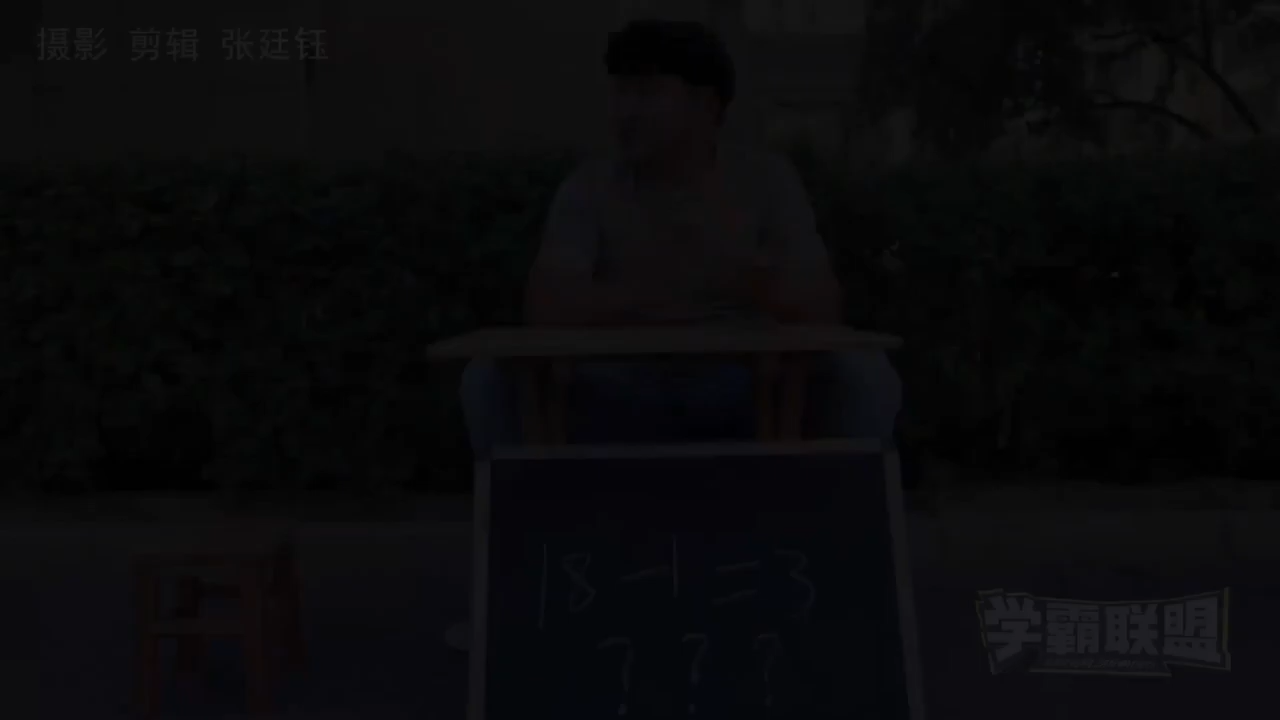 摄影 剪辑 张廷钰
18-1=3
? ? ?
学霸联盟